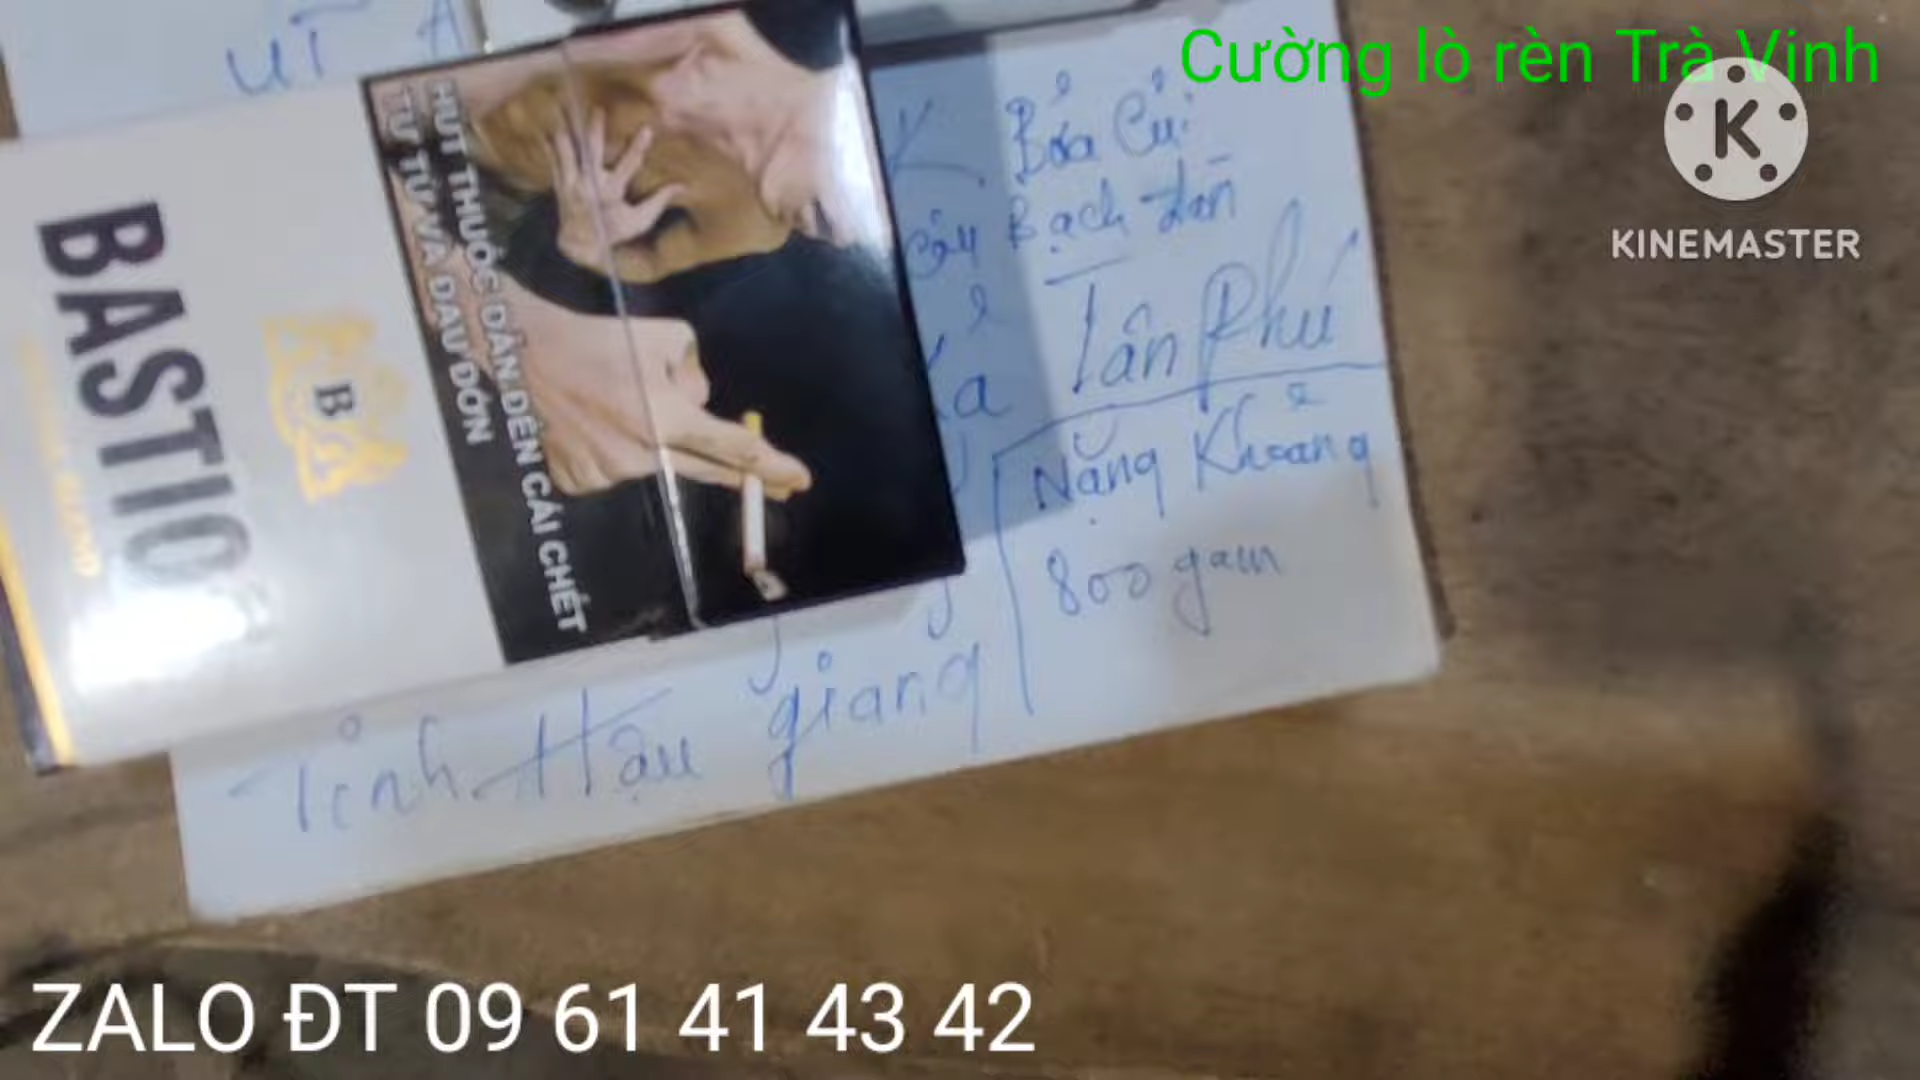 Cường lò rèn Trà Vinh
KINEMASTER
ÚT
BASTIO
B
HÚT THUỐC DẪN ĐẾN CÁI CHẾT
TỪ TỪ VÀ ĐAU ĐỚN
K Bửa Củi
Bạch đàn
Tân Phú
Nặng Khoảng
800 gam
Tỉnh Hậu giang
ZALO ĐT 09 61 41 43 42